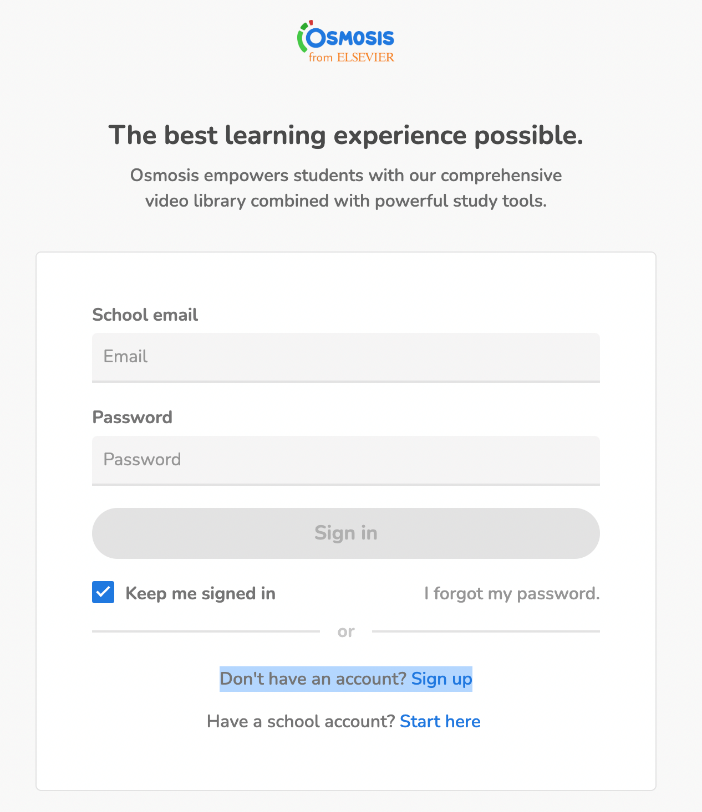 OSMOSIS
from ELSEVIER
The best learning experience possible.
Osmosis empowers students with our comprehensive
video library combined with powerful study tools.
School email
Email
Password
Password
Sign in
Keep me signed in I forgot my password.
or
Don't have an account? Sign up
Have a school account? Start here